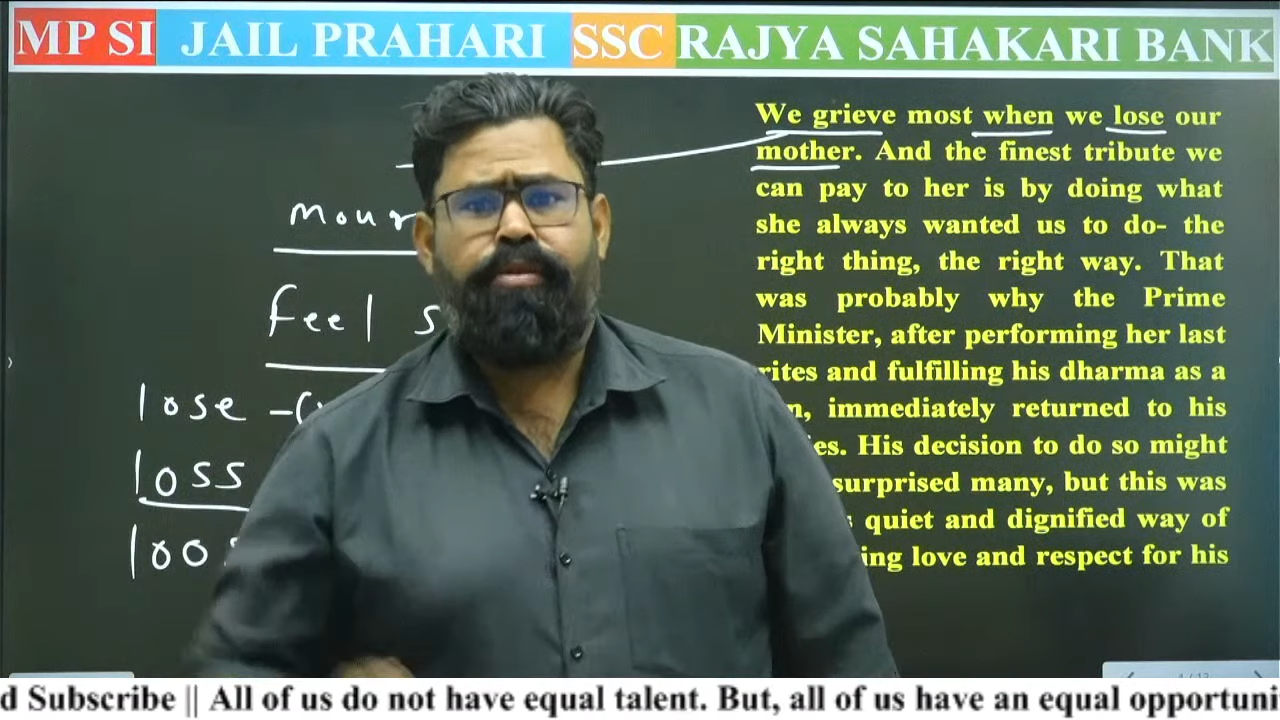 MP SI JAIL PRAHARI SSC RAJYA SAHAKARI BANK
We grieve most when we lose our
mother. And the finest tribute we
can pay to her is by doing what
she always wanted us to do- the
right thing, the right way. That
was probably why the Prime
Minister, after performing her last
rites and fulfilling his dharma as a
immediately returned to his
His decision to do so might
surprised many, but this was
quiet and dignified way of
love and respect for his
Feel
lose
loss
d Subscribe || All of us do not have equal talent. But, all of us have an equal opportuni